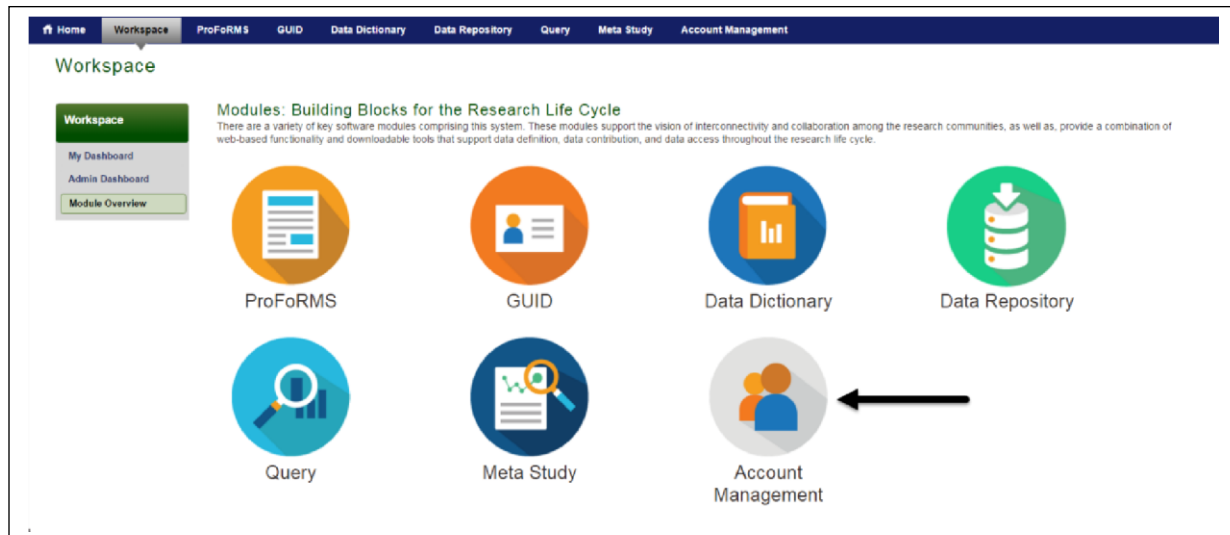 Home Workspace ProFoRMS GUID Data Dictionary Data Repository Query Meta Study Account Management
Workspace
Workspace
My Dashboard
Admin Dashboard
Module Overview
Modules: Building Blocks for the Research Life Cycle
There are a variety of key software modules comprising this system. These modules support the vision of interconnectivity and collaboration among the research communities, as well as, provide a combination of
web-based functionality and downloadable tools that support data definition, data contribution, and data access throughout the research life cycle.
ProFoRMS GUID Data Dictionary Data Repository
Query Meta Study Account
Management